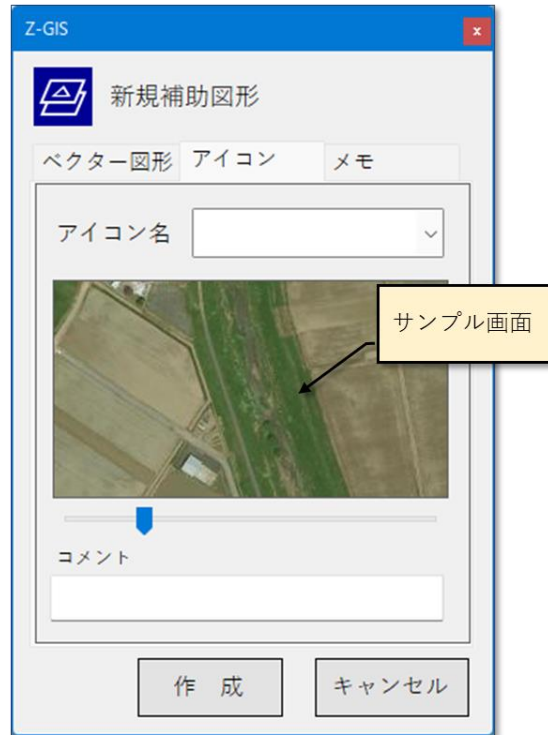 Z-GIS
x
新規補助図形
ベクター図形 アイコン メモ
アイコン名
サンプル画面
コメント
作 成 キャンセル